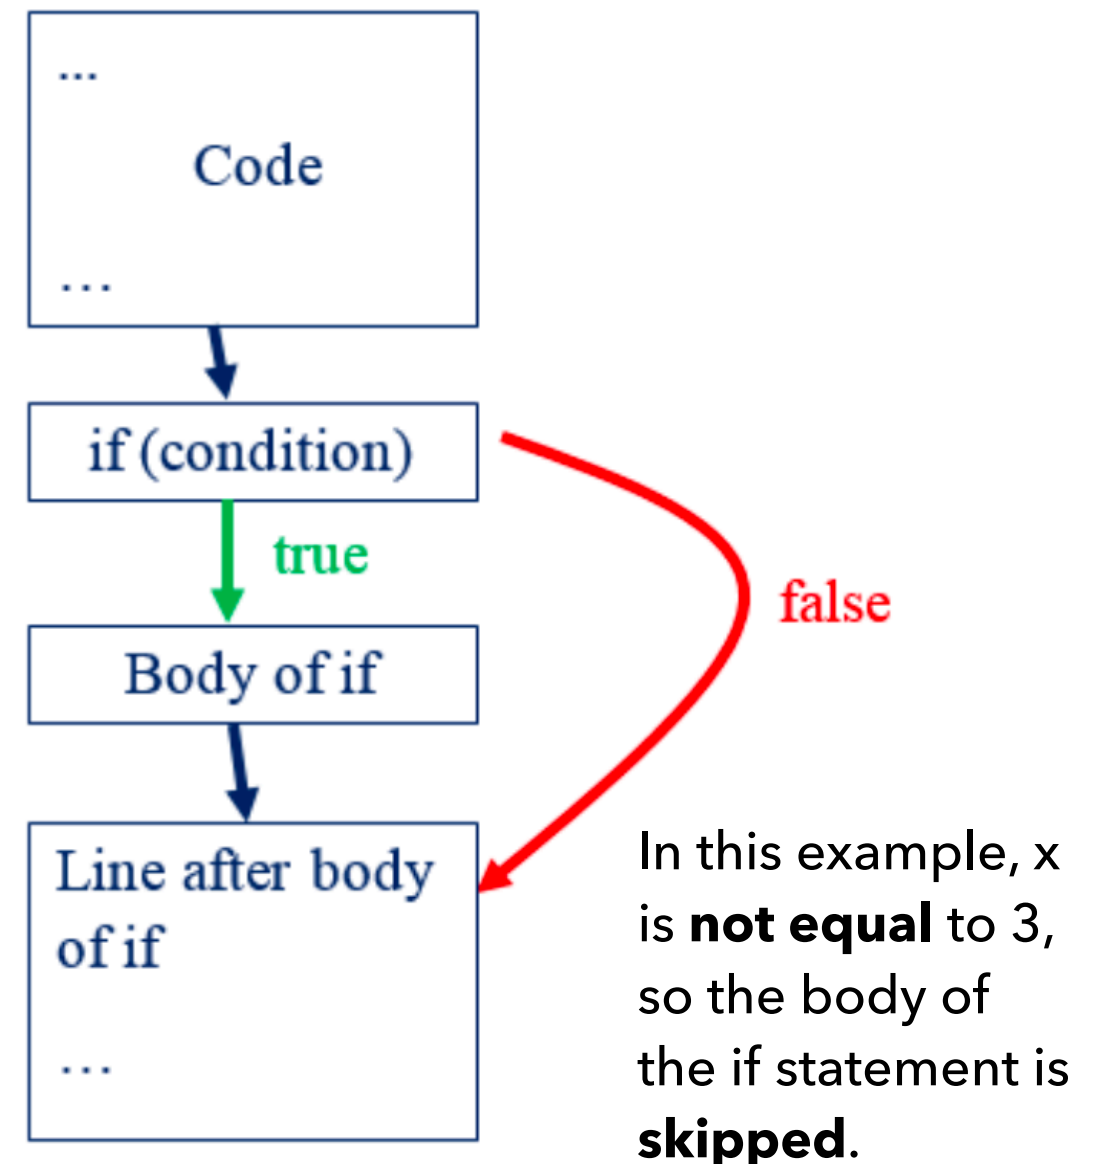 ...
Code
...
if (condition)
true
false
Body of if
Line after body
of if
...
In this example, x
is not equal to 3,
so the body of
the if statement is
skipped.